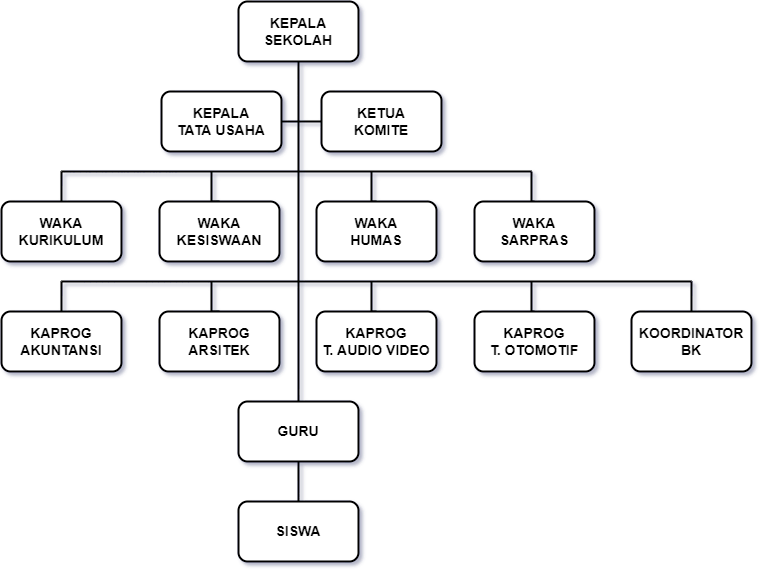 KEPALA
SEKOLAH
KEPALA
TATA USAHA
KETUA
KOMITE
WAKA
KURIKULUM
WAKA
KESISWAAN
WAKA
HUMAS
WAKA
SARPRAS
KAPROG
AKUNTANSI
KAPROG
ARSITEK
KAPROG
T. AUDIO VIDEO
KAPROG
T. OTOMOTIF
KOORDINATOR
BK
GURU
SISWA